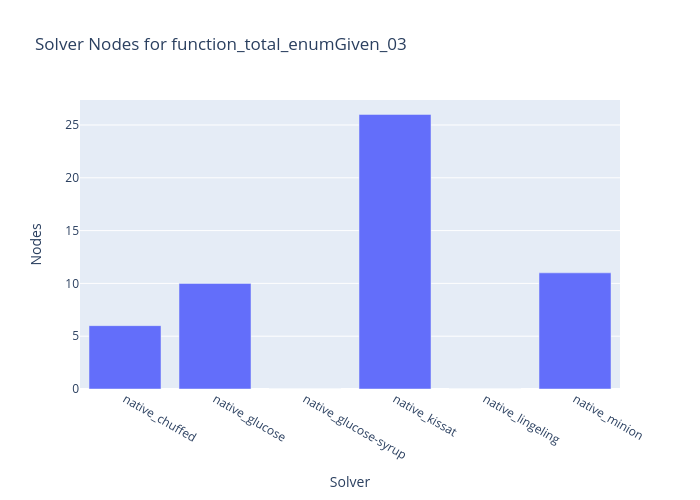 Solver Nodes for function_total_enumGiven_03
Nodes
25
20
15
10
5
0
native_chuffed
native_glucose
native_glucose-syrup
native_kissat
native_lingeling
native_minion
Solver